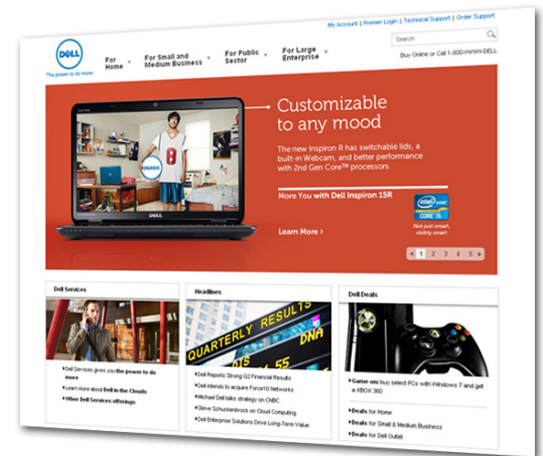 My Account | Premier Login | Technical Support | Order Support
Search
Buy Online or Call 1-800-WWW-DELL
DELL
The power to do more
For Home
For Small and Medium Business
For Public Sector
For Large Enterprise
Customizable
to any mood
The new Inspiron R has switchable lids, a
built-in Webcam, and better performance
with 2nd Gen Core™ processors.
More You with Dell Inspiron 15R
Learn More >
intel
CORE i5
Not just smart,
visibly smart
1 2 3 4 5
8
DELL
Dell Services
Dell Services gives you the power to do
more
Learn more about Dell in the Clouds
Other Dell Services offerings
Headlines
QUARTERLY RESULTS
DNA
55
Dell Reports Strong Q2 Financial Results
Dell intends to acquire Force10 Networks
Michael Dell talks strategy on CNBC
Steve Schuckenbrock on Cloud Computing
Dell Enterprise Solutions Drive Long-Term Value
Dell Deals
Game on: buy select PCs with Windows 7 and get
a XBOX 360
Deals for Home
Deals for Small & Medium Business
Deals for Dell Outlet